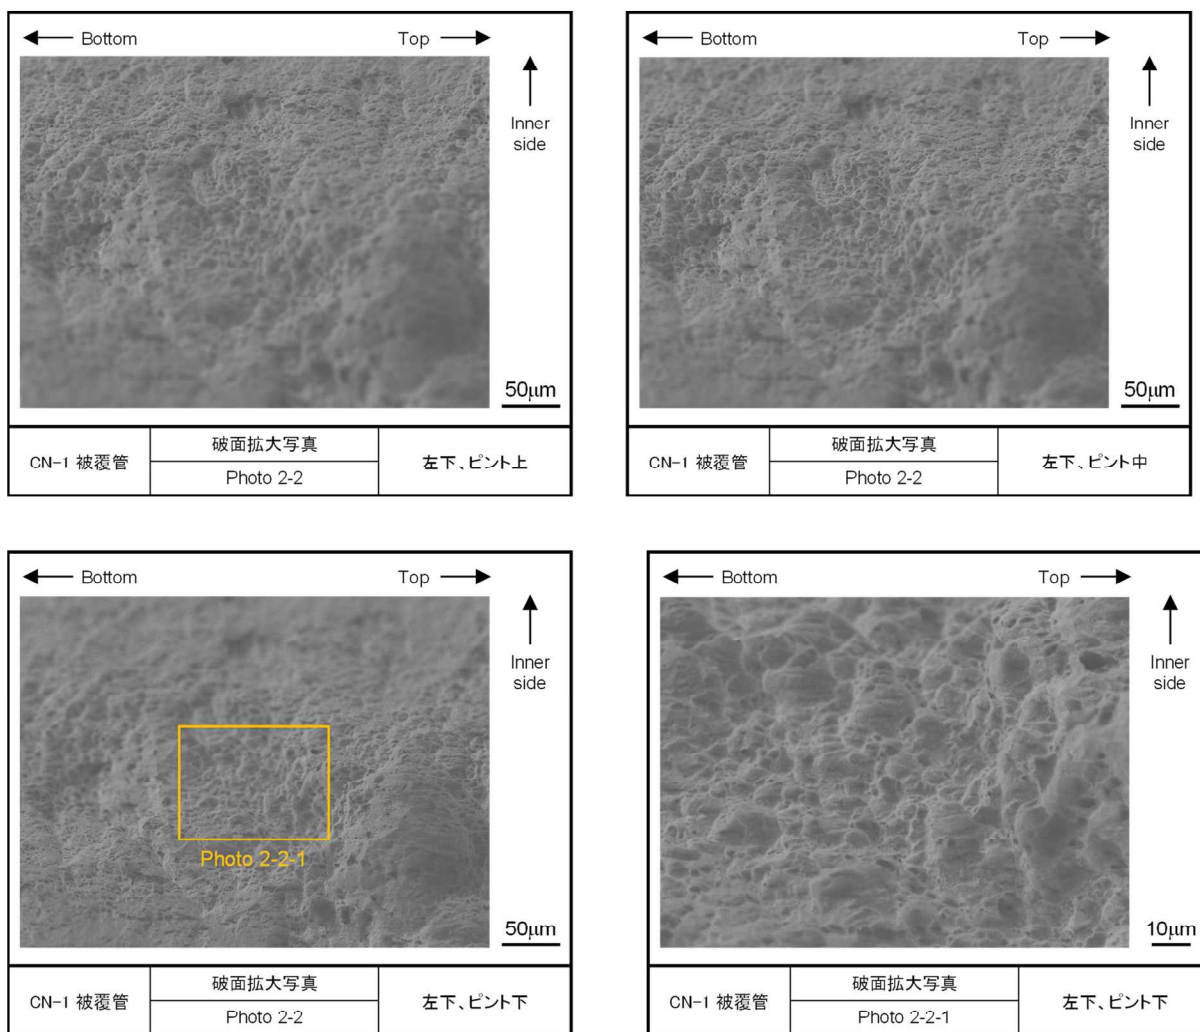 Bottom Top
Inner
side
50μm
CN-1 被覆管
破面拡大写真
Photo 2-2
左下、ピント上
Bottom Top
Inner
side
50μm
CN-1 被覆管
破面拡大写真
Photo 2-2
左下、ピント中
Bottom Top
Inner
side
Photo 2-2-1
50μm
CN-1 被覆管
破面拡大写真
Photo 2-2
左下、ピント下
Bottom Top
Inner
side
10μm
CN-1 被覆管
破面拡大写真
Photo 2-2-1
左下、ピント下